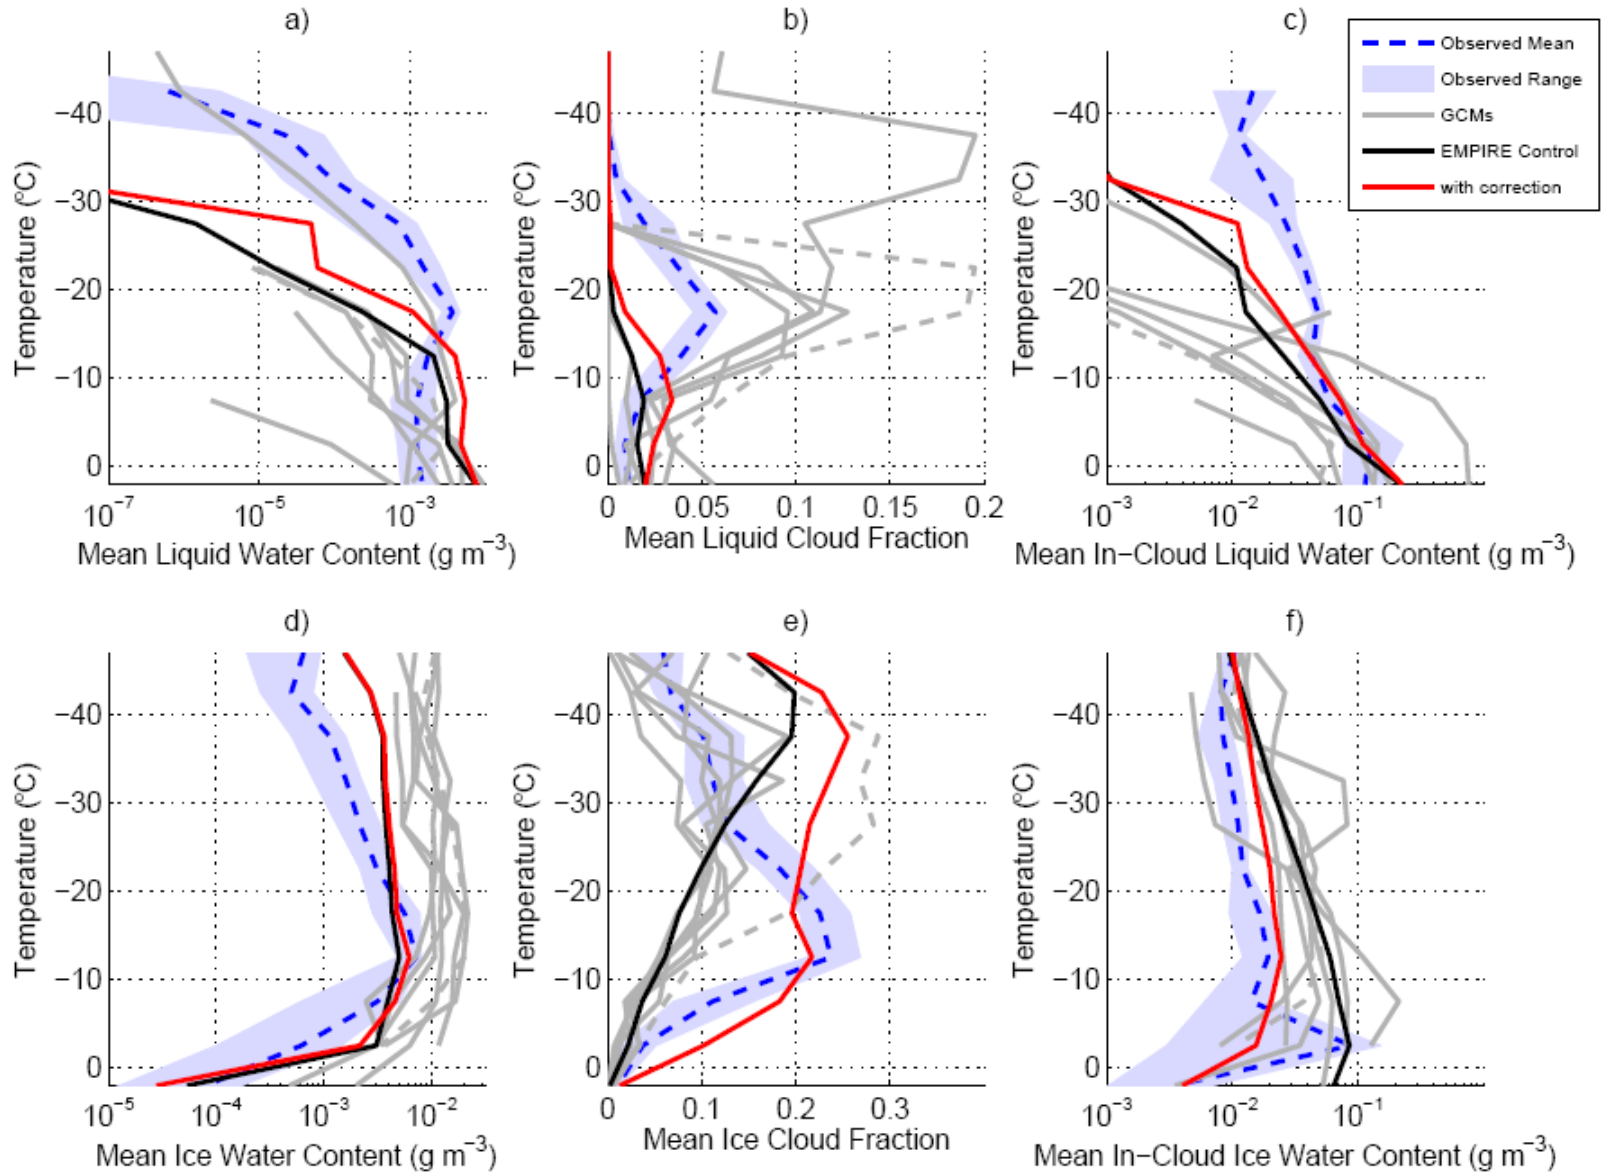 a)
b)
c)
Observed Mean
Observed Range
GCMs
EMPIRE Control
with correction
Temperature (ºC)
−40
−30
−20
−10
0
10−7
10−5
10−3
Mean Liquid Water Content (g m−3)
Temperature (ºC)
−40
−30
−20
−10
0
0
0.05
0.1
0.15
0.2
Mean Liquid Cloud Fraction
Temperature (ºC)
−40
−30
−20
−10
0
10−3
10−2
10−1
Mean In−Cloud Liquid Water Content (g m−3)
d)
e)
f)
Temperature (ºC)
−40
−30
−20
−10
0
10−5
10−4
10−3
10−2
Mean Ice Water Content (g m−3)
Temperature (ºC)
−40
−30
−20
−10
0
0
0.1
0.2
0.3
Mean Ice Cloud Fraction
Temperature (ºC)
−40
−30
−20
−10
0
10−3
10−2
10−1
Mean In−Cloud Ice Water Content (g m−3)